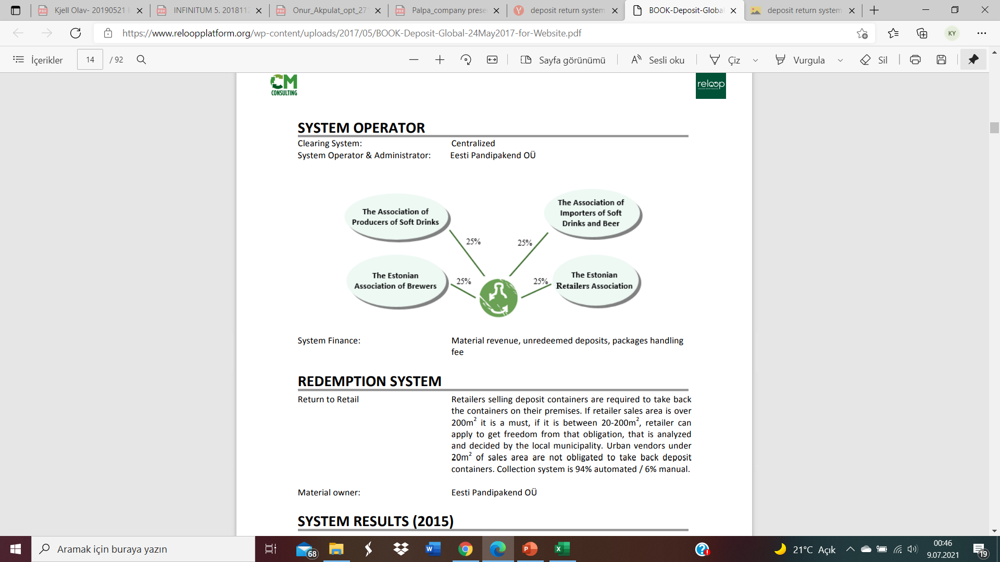 Kjell Olav- 20190521
INFINITUM 5. 2018112
Onur_Akpulat_opt_27
Palpa_company prese
deposit return system
BOOK-Deposit-Global
deposit return system
https://www.reloopplatform.org/wp-content/uploads/2017/05/BOOK-Deposit-Global-24May2017-for-Website.pdf
KY
İçerikler
14
/ 92
Sayfa görünümü
Sesli oku
Çiz
Vurgula
Sil
CM
CONSULTING
reloop
SYSTEM OPERATOR
Clearing System: Centralized
System Operator & Administrator: Eesti Pandipakend OÜ
The Association of
Producers of Soft Drinks
The Association of
Importers of Soft
Drinks and Beer
25%
25%
The Estonian
Association of Brewers
25%
25%
The Estonian
Retailers Association
System Finance: Material revenue, unredeemed deposits, packages handling
fee
REDEMPTION SYSTEM
Return to Retail Retailers selling deposit containers are required to take back
the containers on their premises. If retailer sales area is over
200m² it is a must, if it is between 20-200m², retailer can
apply to get freedom from that obligation, that is analyzed
and decided by the local municipality. Urban vendors under
20m² of sales area are not obligated to take back deposit
containers. Collection system is 94% automated / 6% manual.
Material owner: Eesti Pandipakend OÜ
SYSTEM RESULTS (2015)
Aramak için buraya yazın
68
21°C Açık
00:46
9.07.2021
19